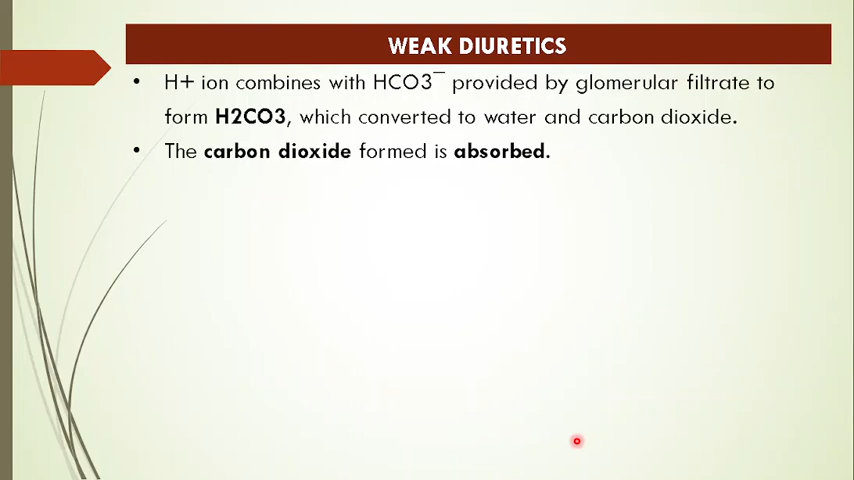 WEAK DIURETICS
• H+ ion combines with HCO3¯ provided by glomerular filtrate to
form H2CO3, which converted to water and carbon dioxide.
• The carbon dioxide formed is absorbed.